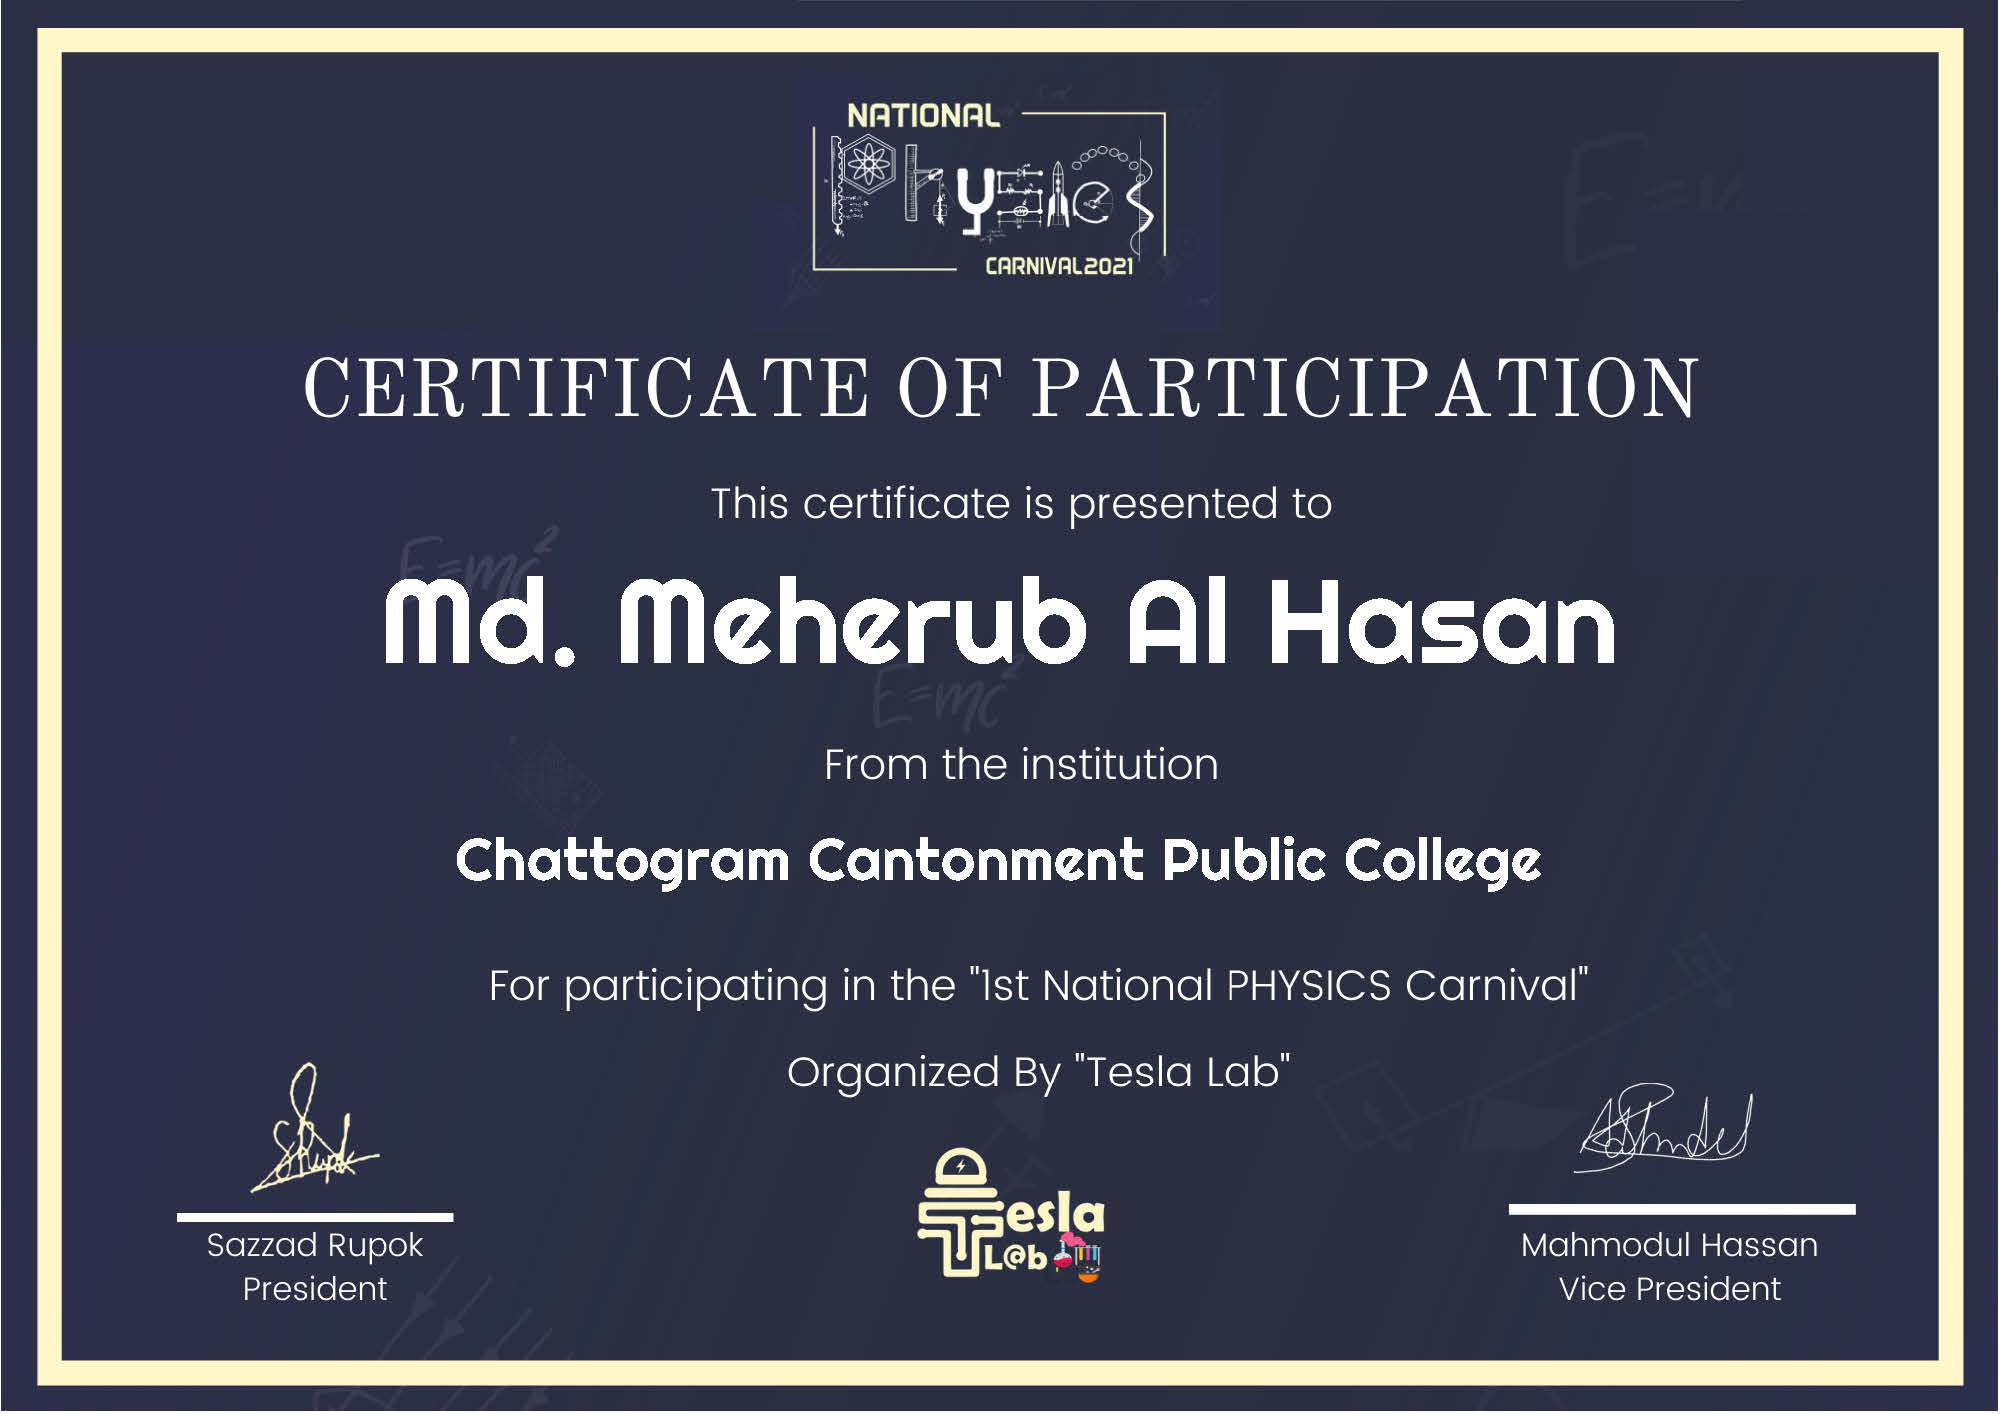 NATIONAL
Physics
CARNIVAL2021
CERTIFICATE OF PARTICIPATION
This certificate is presented to
E=mc²
Md. Meherub Al Hasan
E=mc²
From the institution
Chattogram Cantonment Public College
For participating in the "1st National PHYSICS Carnival"
Organized By "Tesla Lab"
Tesla
L@b
Sazzad Rupok
President
Mahmodul Hassan
Vice President